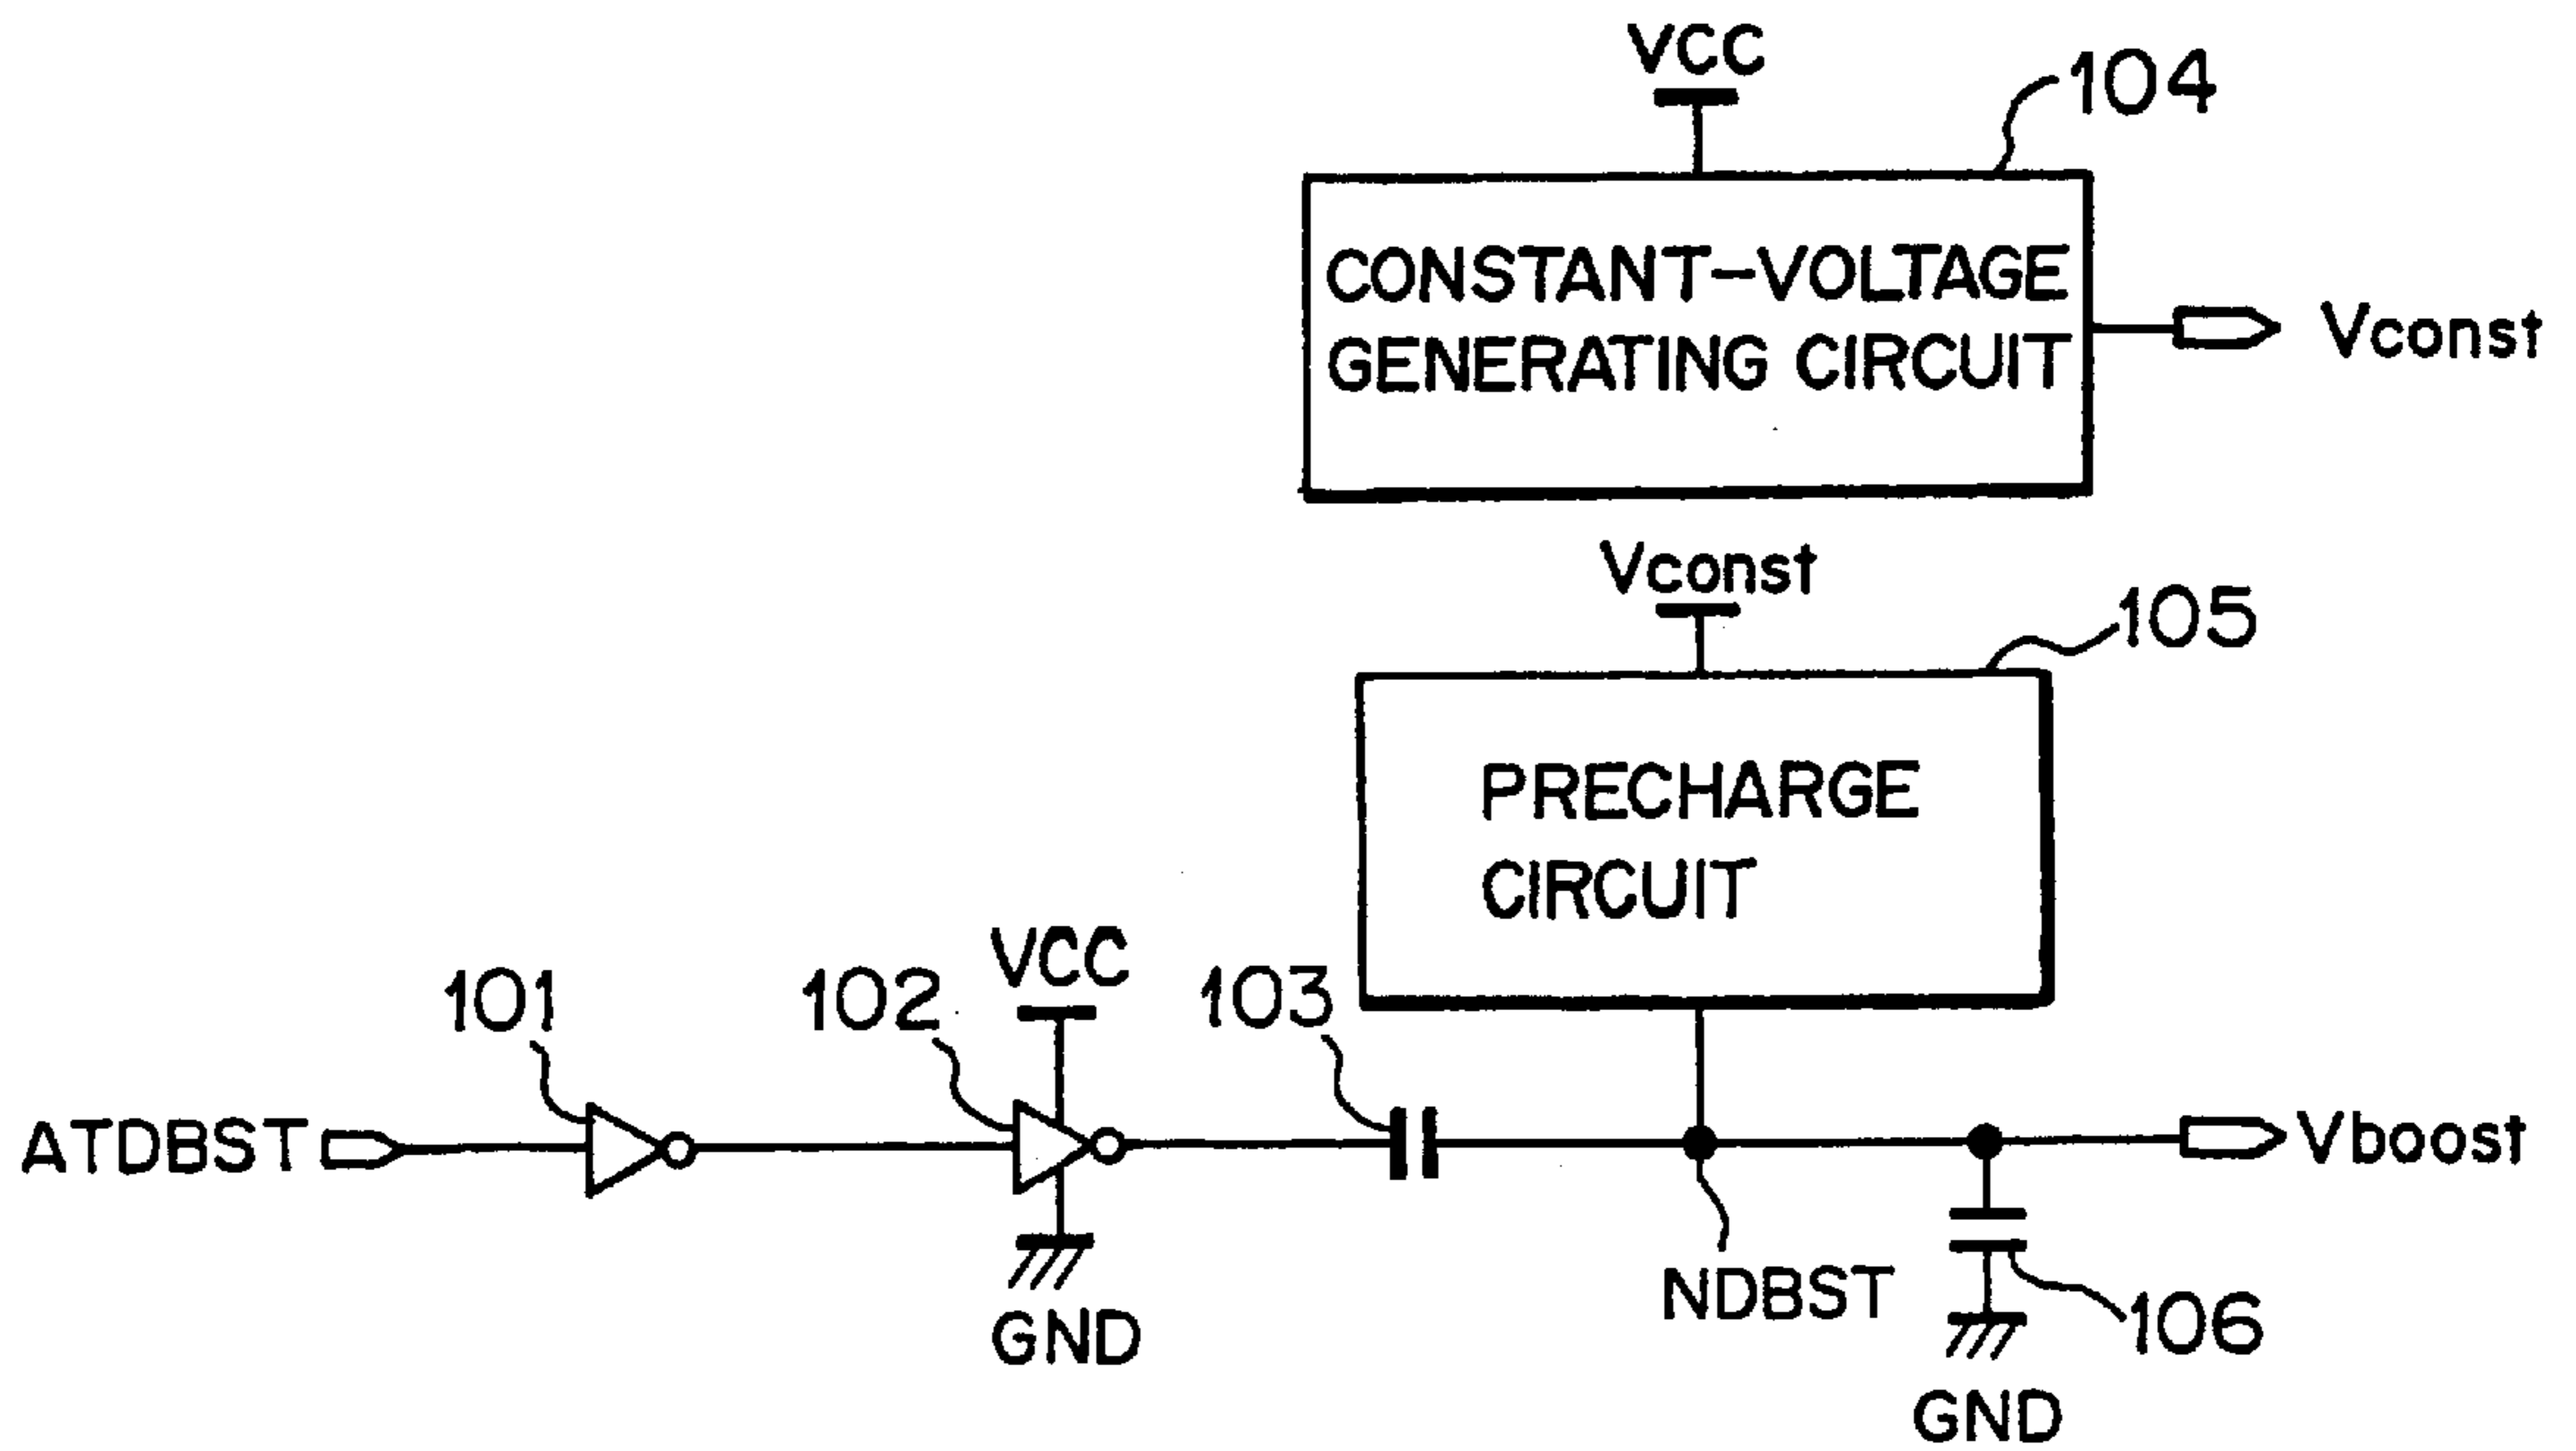 VCC
104
CONSTANT-VOLTAGE
GENERATING CIRCUIT
Vconst
Vconst
105
PRECHARGE
CIRCUIT
VCC
101
102
103
ATDBST
Vboost
NDBST
106
GND
GND